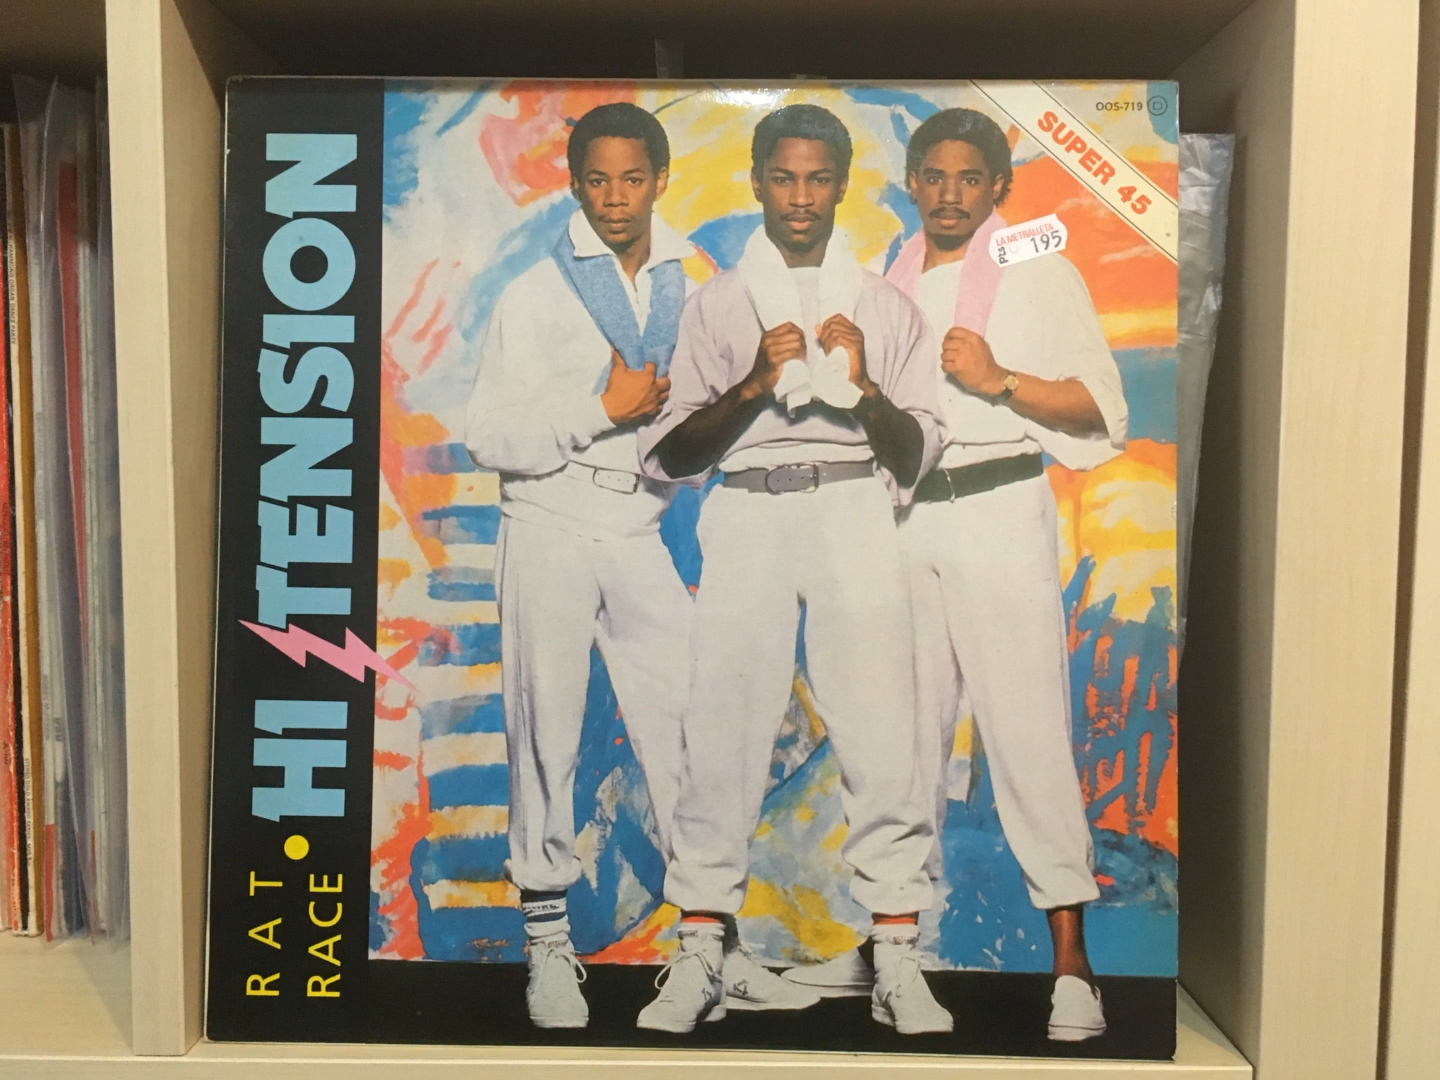 OOS-719 D
SUPER 45
LA METRALLETA
Pts 195
HI TENSION
RAT
RACE